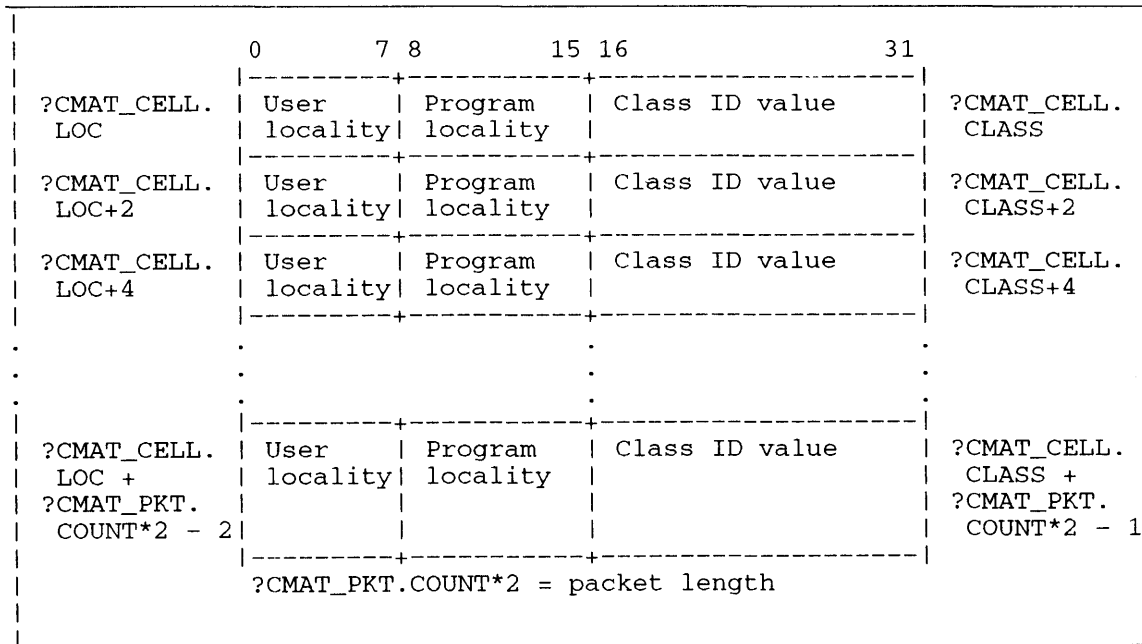 0 7 8 15 16 31
?CMAT_CELL. User Program Class ID value ?CMAT_CELL.
LOC locality locality CLASS
?CMAT_CELL. User Program Class ID value ?CMAT_CELL.
LOC+2 locality locality CLASS+2
?CMAT_CELL. User Program Class ID value ?CMAT_CELL.
LOC+4 locality locality CLASS+4
?CMAT_CELL. User Program Class ID value ?CMAT_CELL.
LOC + locality locality CLASS +
?CMAT_PKT. ?CMAT_PKT.
COUNT*2 - 2 COUNT*2 - 1
?CMAT_PKT.COUNT*2 = packet length